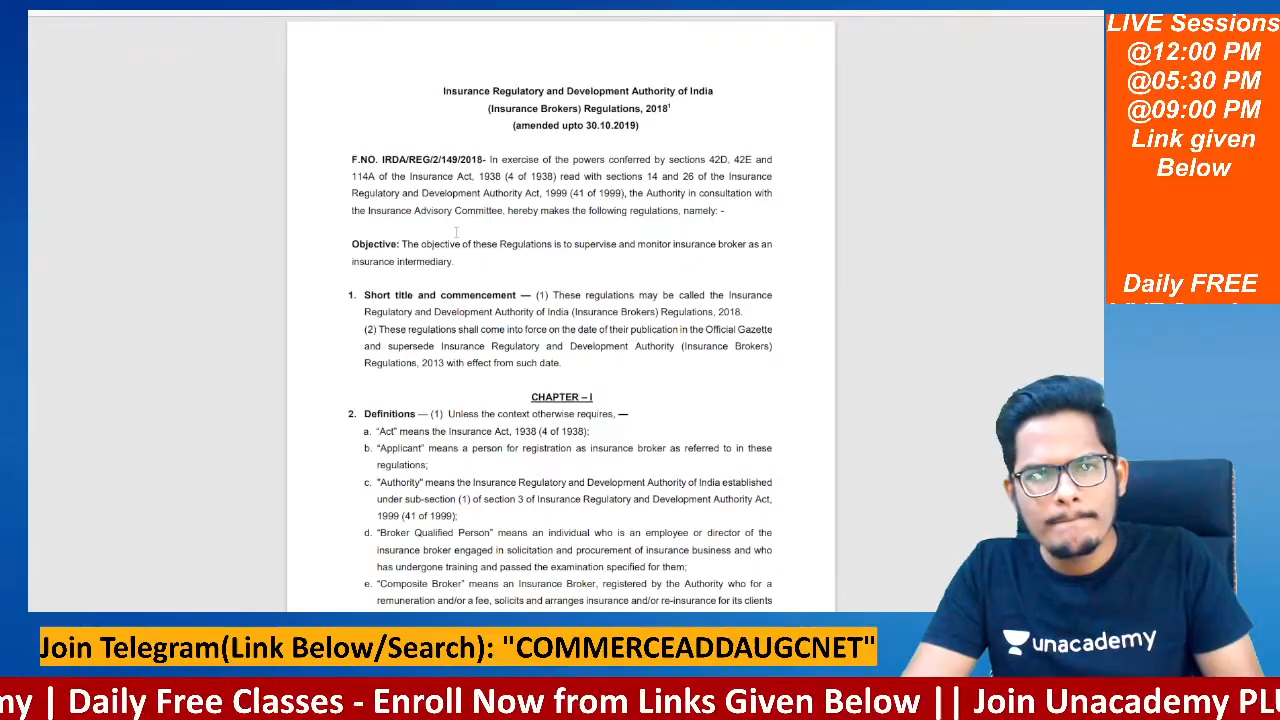 Insurance Regulatory and Development Authority of India
(Insurance Brokers) Regulations, 2018¹
(amended upto 30.10.2019)
F.NO. IRDA/REG/2/149/2018- In exercise of the powers conferred by sections 42D, 42E and
114A of the Insurance Act, 1938 (4 of 1938) read with sections 14 and 26 of the Insurance
Regulatory and Development Authority Act, 1999 (41 of 1999), the Authority in consultation with
the Insurance Advisory Committee, hereby makes the following regulations, namely: -
Objective: The objective of these Regulations is to supervise and monitor insurance broker as an
insurance intermediary.
1. Short title and commencement — (1) These regulations may be called the Insurance
Regulatory and Development Authority of India (Insurance Brokers) Regulations, 2018.
(2) These regulations shall come into force on the date of their publication in the Official Gazette
and supersede Insurance Regulatory and Development Authority (Insurance Brokers)
Regulations, 2013 with effect from such date.
CHAPTER – I
2. Definitions — (1) Unless the context otherwise requires, —
a. “Act” means the Insurance Act, 1938 (4 of 1938);
b. “Applicant” means a person for registration as insurance broker as referred to in these
regulations;
c. "Authority" means the Insurance Regulatory and Development Authority of India established
under sub-section (1) of section 3 of Insurance Regulatory and Development Authority Act,
1999 (41 of 1999);
d. “Broker Qualified Person” means an individual who is an employee or director of the
insurance broker engaged in solicitation and procurement of insurance business and who
has undergone training and passed the examination specified for them;
e. “Composite Broker” means an Insurance Broker, registered by the Authority who for a
remuneration and/or a fee, solicits and arranges insurance and/or re-insurance for its clients
LIVE Sessions
@12:00 PM
@05:30 PM
@09:00 PM
Link given
Below
Daily FREE
unacademy
Join Telegram(Link Below/Search): "COMMERCEADDAUGCNET"
my | Daily Free Classes - Enroll Now from Links Given Below || Join Unacademy PLU